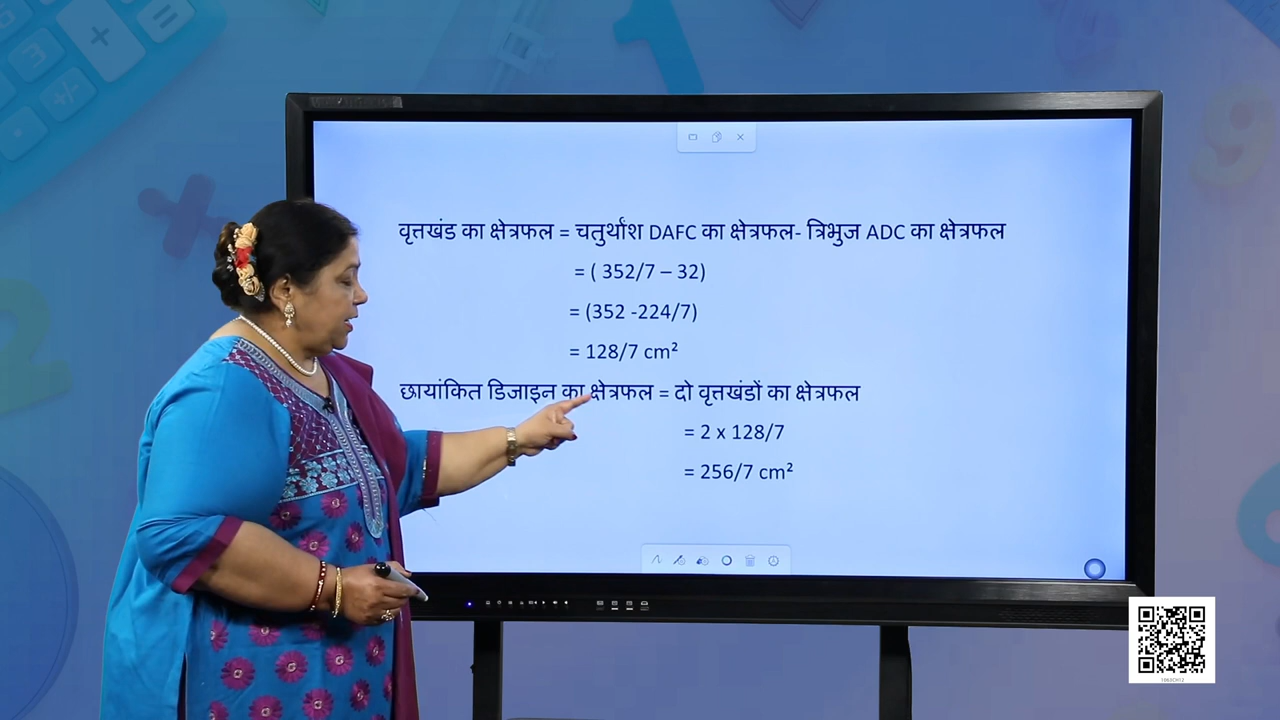 वृत्तखंड का क्षेत्रफल = चतुर्थांश DAFC का क्षेत्रफल- त्रिभुज ADC का क्षेत्रफल
= ( 352/7 – 32)
= (352 -224/7)
= 128/7 cm²
छायांकित डिजाइन का क्षेत्रफल = दो वृत्तखंडों का क्षेत्रफल
= 2 x 128/7
= 256/7 cm²